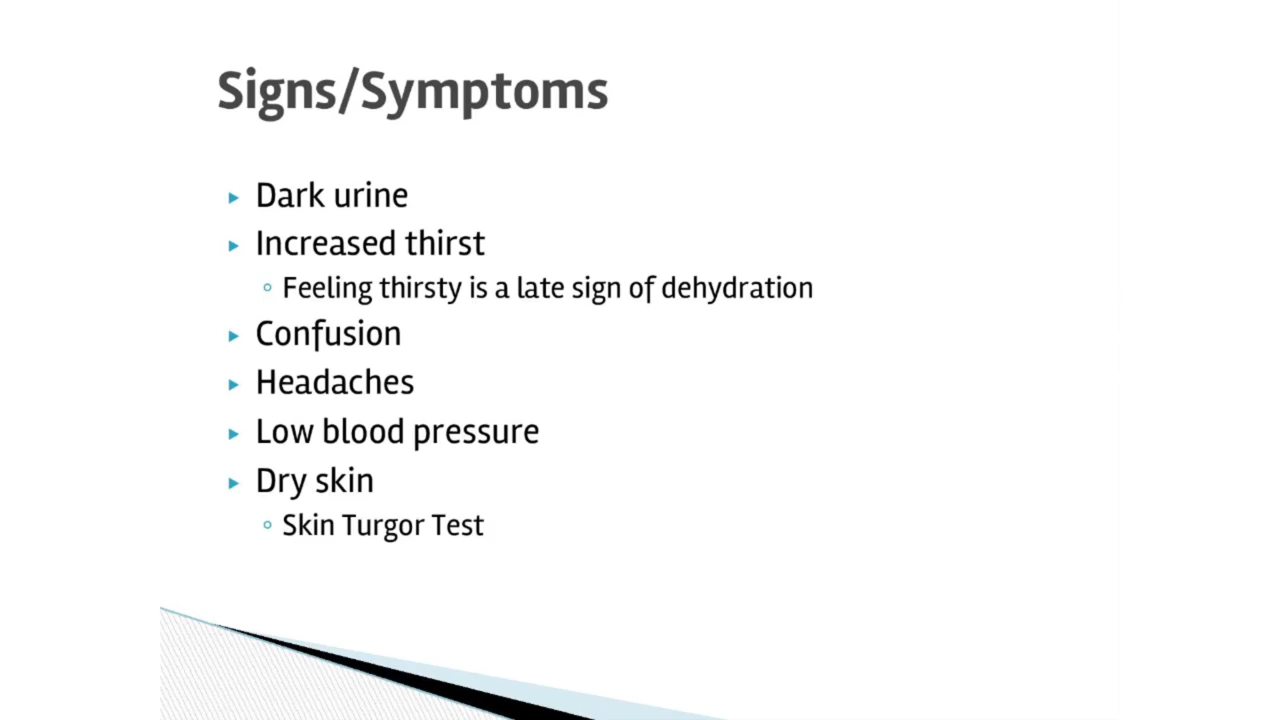 Signs/Symptoms
Dark urine
Increased thirst
Feeling thirsty is a late sign of dehydration
Confusion
Headaches
Low blood pressure
Dry skin
Skin Turgor Test